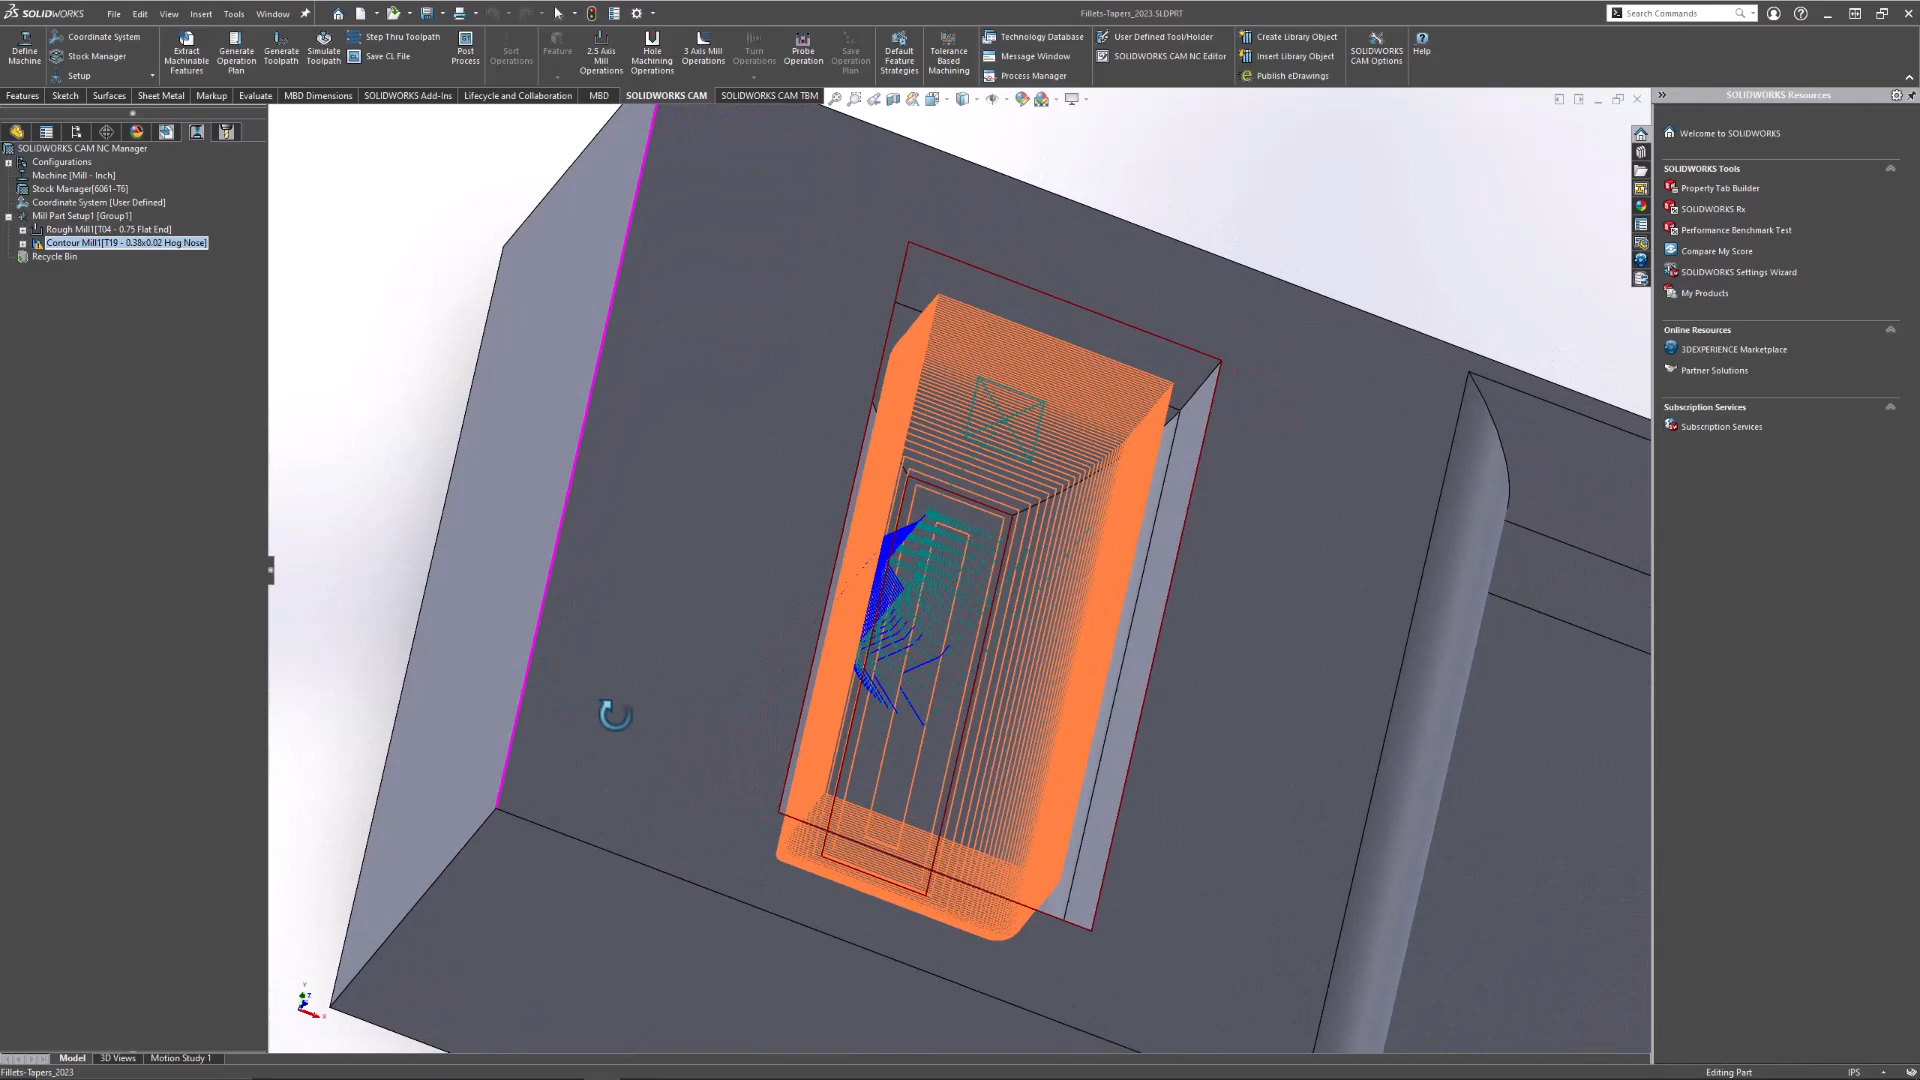 SOLIDWORKS File Edit View Insert Tools Window Fillets-Tapers_2023.SLDPRT Search Commands
Define Machine
Coordinate System
Stock Manager
Setup
Extract Machinable Features
Generate Operation Plan
Generate Toolpath
Simulate Toolpath
Step Thru Toolpath
Save CL File
Post Process
Sort Operations
Feature
2.5 Axis Mill Operations
Hole Machining Operations
3 Axis Mill Operations
Turn Operations
Probe Operation
Save Operation Plan
Default Feature Strategies
Tolerance Based Machining
Technology Database
Message Window
Process Manager
User Defined Tool/Holder
SOLIDWORKS CAM NC Editor
Create Library Object
Insert Library Object
Publish eDrawings
SOLIDWORKS CAM Options
Help
Features Sketch Surfaces Sheet Metal Markup Evaluate MBD Dimensions SOLIDWORKS Add-Ins Lifecycle and Collaboration MBD SOLIDWORKS CAM SOLIDWORKS CAM TBM
SOLIDWORKS CAM NC Manager
Configurations
Machine [Mill - Inch]
Stock Manager[6061-T6]
Coordinate System [User Defined]
Mill Part Setup1 [Group1]
Rough Mill1[T04 - 0.75 Flat End]
Contour Mill1[T19 - 0.38x0.02 Hog Nose]
Recycle Bin
SOLIDWORKS Resources
Welcome to SOLIDWORKS
SOLIDWORKS Tools
Property Tab Builder
SOLIDWORKS Rx
Performance Benchmark Test
Compare My Score
SOLIDWORKS Settings Wizard
My Products
Online Resources
3DEXPERIENCE Marketplace
Partner Solutions
Subscription Services
Subscription Services
Y
Z
X
Model 3D Views Motion Study 1
Fillets-Tapers_2023 Editing Part IPS